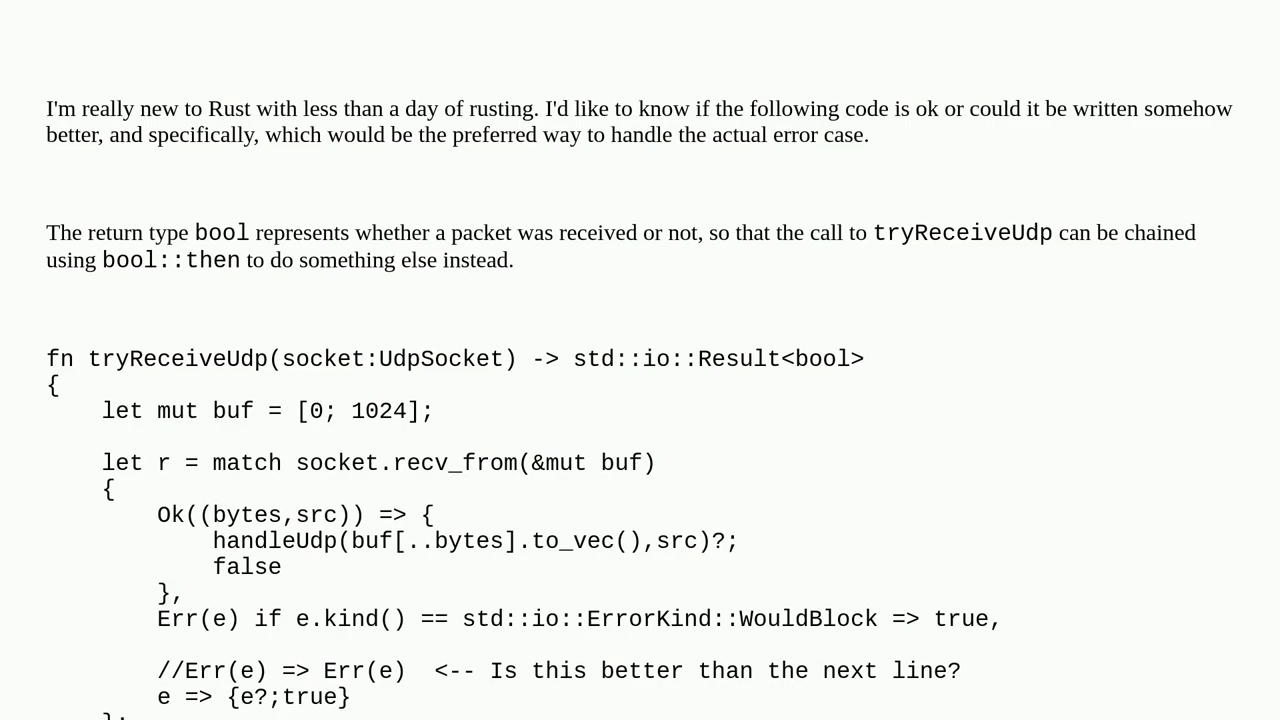 I'm really new to Rust with less than a day of rusting. I'd like to know if the following code is ok or could it be written somehow
better, and specifically, which would be the preferred way to handle the actual error case.
The return type bool represents whether a packet was received or not, so that the call to tryReceiveUdp can be chained
using bool::then to do something else instead.
fn tryReceiveUdp(socket:UdpSocket) -> std::io::Result<bool>
{
    let mut buf = [0; 1024];
    let r = match socket.recv_from(&mut buf)
    {
        Ok((bytes,src)) => {
            handleUdp(buf[..bytes].to_vec(),src)?;
            false
        },
        Err(e) if e.kind() == std::io::ErrorKind::WouldBlock => true,
        //Err(e) => Err(e)  <-- Is this better than the next line?
        e => {e?;true}
    };